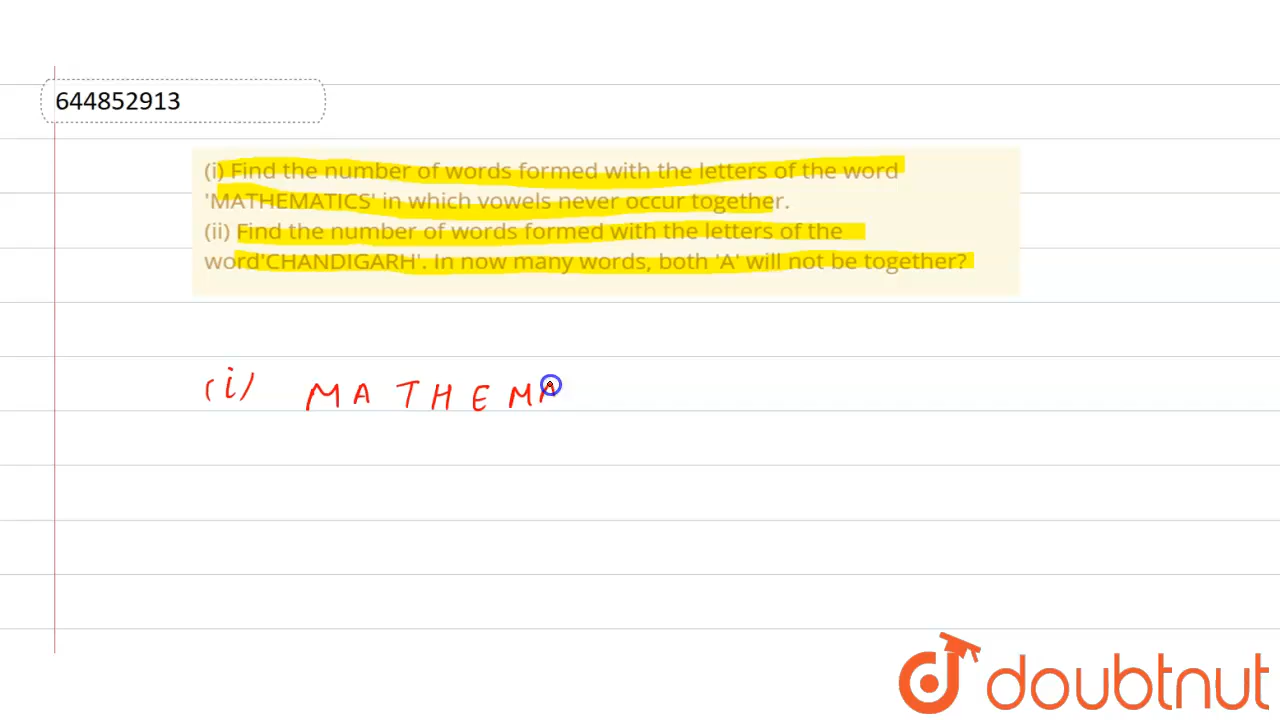 644852913
(i) Find the number of words formed with the letters of the word
'MATHEMATICS' in which vowels never occur together.
(ii) Find the number of words formed with the letters of the
word'CHANDIGARH'. In now many words, both 'A' will not be together?
(i) MATHEMA
doubtnut